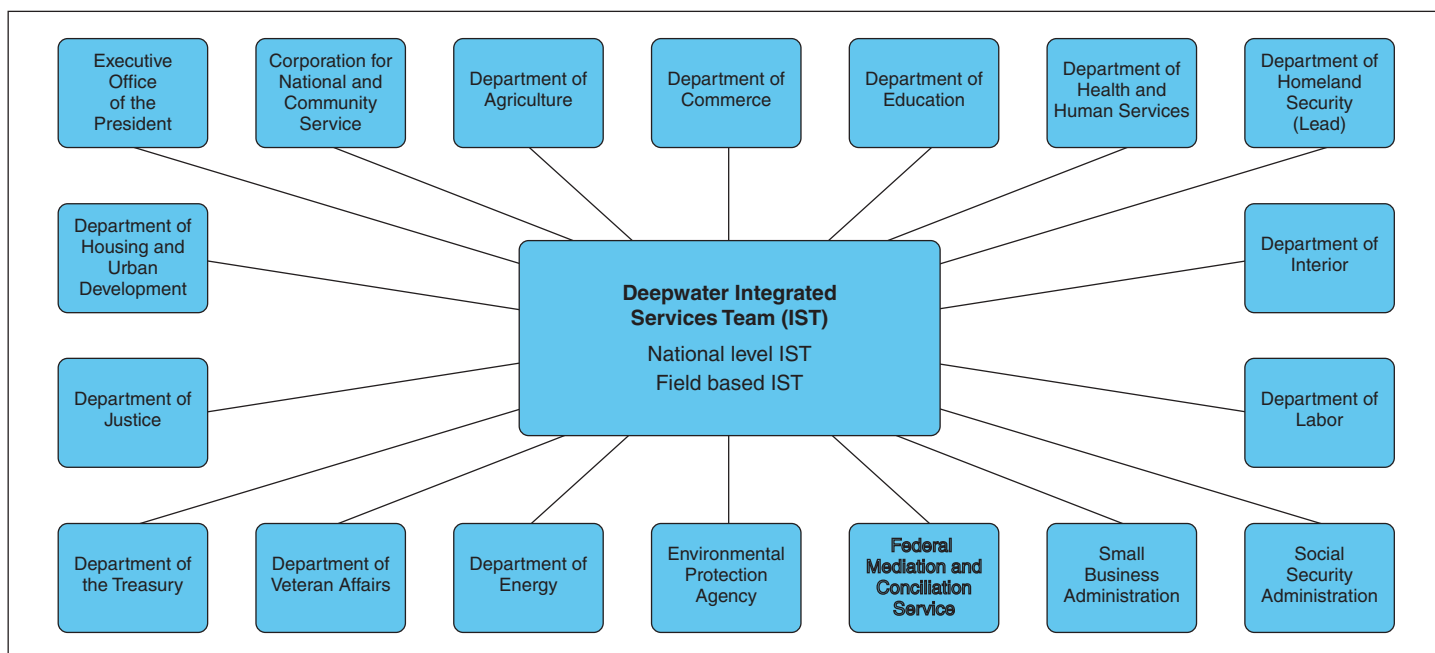 Executive
Office
of the
President
Corporation for
National and
Community
Service
Department of
Agriculture
Department of
Commerce
Department of
Education
Department of
Health and
Human Services
Department of
Homeland
Security
(Lead)
Department of
Housing and
Urban
Development
Deepwater Integrated
Services Team (IST)
National level IST
Field based IST
Department of
Interior
Department of
Justice
Department of
Labor
Department of
the Treasury
Department of
Veteran Affairs
Department of
Energy
Environmental
Protection
Agency
Federal
Mediation and
Conciliation
Service
Small
Business
Administration
Social
Security
Administration